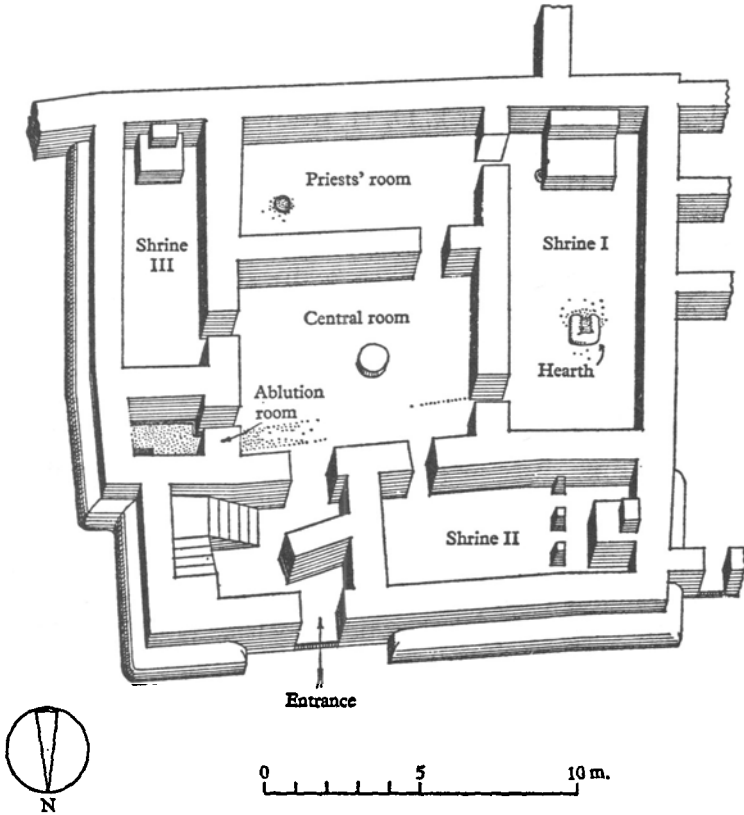 Priests' room
Shrine
III
Shrine I
Central room
Hearth
Ablution
room
Shrine II
Entrance
N
0 5 10 m.